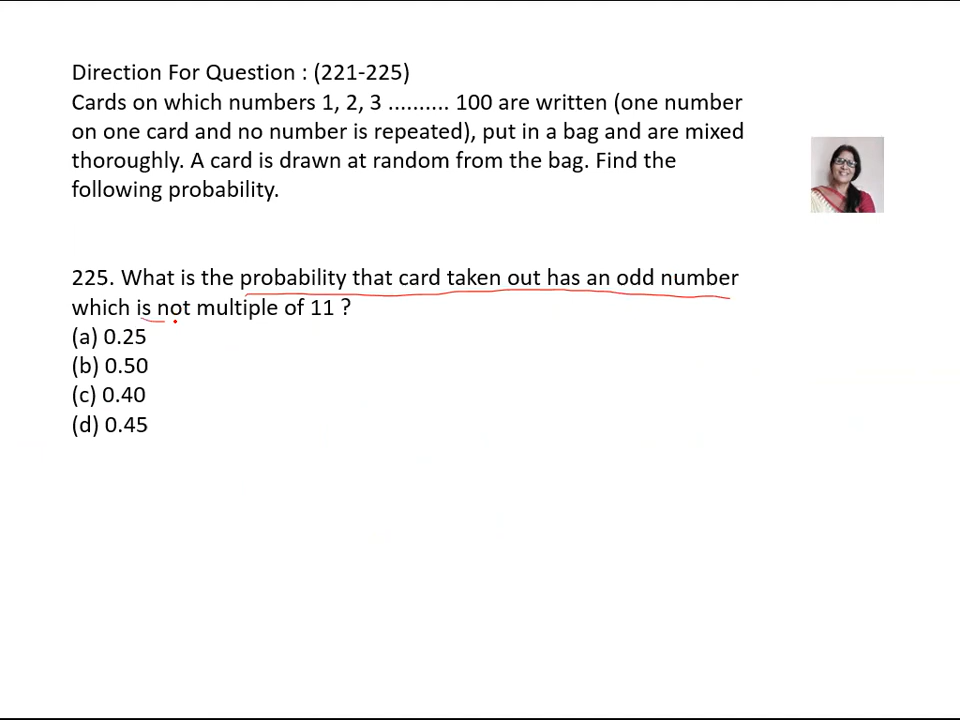 Direction For Question : (221-225)
Cards on which numbers 1, 2, 3 .......... 100 are written (one number
on one card and no number is repeated), put in a bag and are mixed
thoroughly. A card is drawn at random from the bag. Find the
following probability.
225. What is the probability that card taken out has an odd number
which is not multiple of 11 ?
(a) 0.25
(b) 0.50
(c) 0.40
(d) 0.45